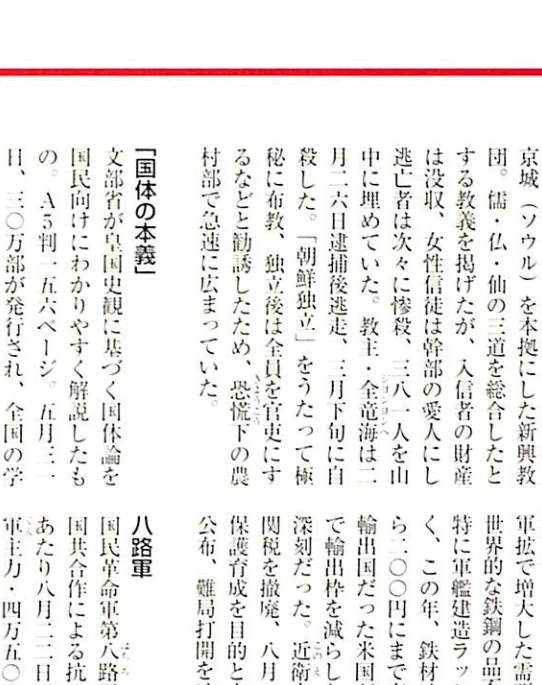 京城（ソウル）を本拠にした新興教
団。儒・仏・仙の三道を総合したと
する教義を掲げたが、入信者の財産
は没収、女性信徒は幹部の愛人にし
逃亡者は次々に惨殺、三八一人を山
中に埋めていた。教主・全竜海は二
月二六日逮捕後逃走、三月下旬に自
殺した。「朝鮮独立」をうたって極
秘に布教、独立後は全員を官吏にす
るなどと勧誘したため、恐慌下の農
村部で急速に広まっていた。
「国体の本義」
文部省が皇国史観に基づく国体論を
国民向けにわかりやすく解説したも
の。A5判一五六ページ。五月三一
日、三〇万部が発行され、全国の学
軍拡で増大した需
世界的な鉄鋼の品
特に軍艦建造ラッ
く、この年、鉄材
ら二〇〇円にまで
輸出国だった米国
で輸出枠を減らし
深刻だった。近衛
関税を撤廃、八月
保護育成を目的と
公布、難局打開を
八路軍
国民革命軍第八路
国共合作による抗
あたり八月二二日
軍主力・四万五〇